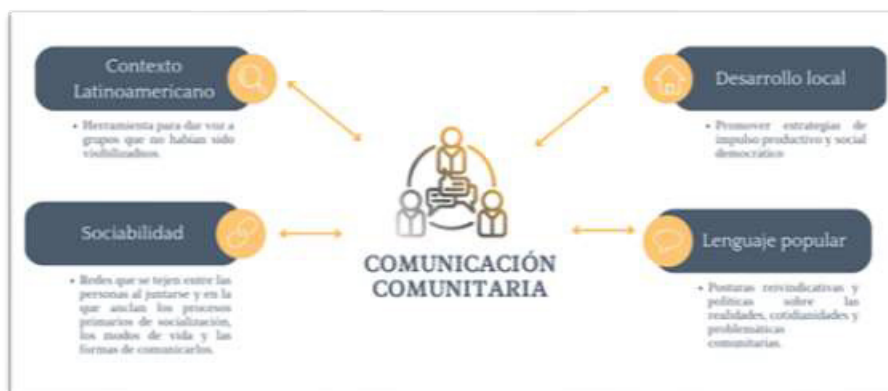 Contexto
Latinoamericano
• Herramienta para dar voz a
grupos que no habían sido
visibilizados.
Sociabilidad
• Redes que se tejen entre las
personas al juntarse y en la
que anclan los procesos
primarios de socialización,
los modos de vida y las
formas de comunicarlos.
COMUNICACIÓN
COMUNITARIA
Desarrollo local
• Promover estrategias de
impulso productivo y social
democrático
Lenguaje popular
• Posturas reivindicativas y
políticas sobre las
realidades, cotidianidades y
problemáticas
comunitarias.